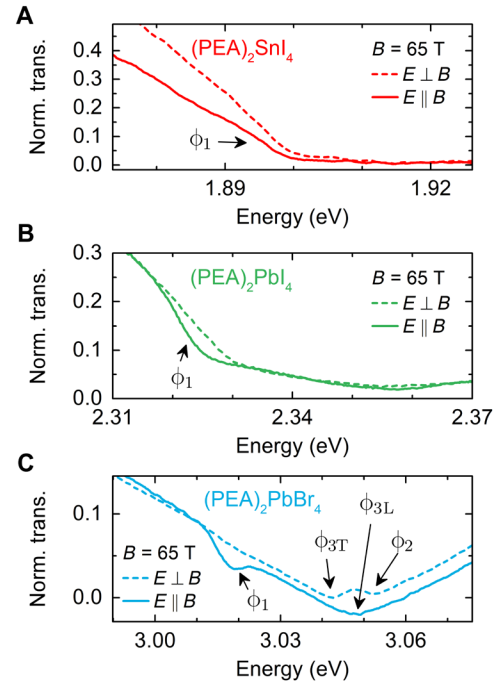 A
(PEA)₂SnI₄
B = 65 T
E ⊥ B
E ∥ B
ϕ₁
0.4
0.3
0.2
0.1
0.0
Norm. trans.
1.89
1.92
Energy (eV)
B
(PEA)₂PbI₄
B = 65 T
E ⊥ B
E ∥ B
ϕ₁
0.3
0.2
0.1
0.0
Norm. trans.
2.31
2.34
2.37
Energy (eV)
C
(PEA)₂PbBr₄
ϕ₃L
ϕ₃T
ϕ₂
B = 65 T
E ⊥ B
E ∥ B
ϕ₁
0.1
0.0
Norm. trans.
3.00
3.03
3.06
Energy (eV)